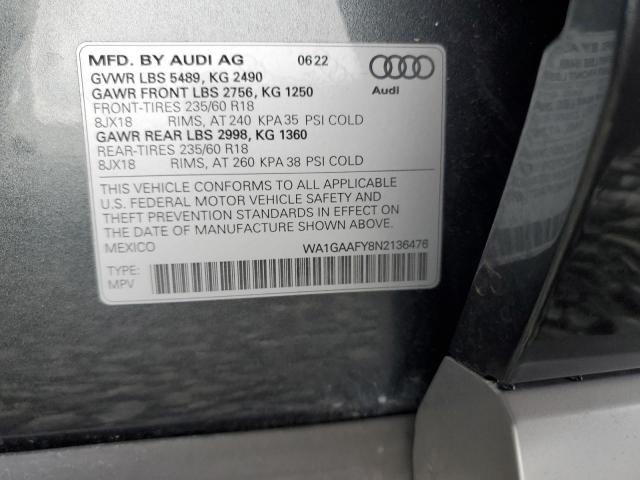 MFD. BY AUDI AG 0622
GVWR LBS 5489, KG 2490
GAWR FRONT LBS 2756, KG 1250
Audi
FRONT-TIRES 235/60 R18
8JX18 RIMS, AT 240 KPA 35 PSI COLD
GAWR REAR LBS 2998, KG 1360
REAR-TIRES 235/60 R18
8JX18 RIMS, AT 260 KPA 38 PSI COLD
THIS VEHICLE CONFORMS TO ALL APPLICABLE
U.S. FEDERAL MOTOR VEHICLE SAFETY AND
THEFT PREVENTION STANDARDS IN EFFECT ON
THE DATE OF MANUFACTURE SHOWN ABOVE.
MEXICO WA1GAAFY8N2136476
TYPE:
MPV